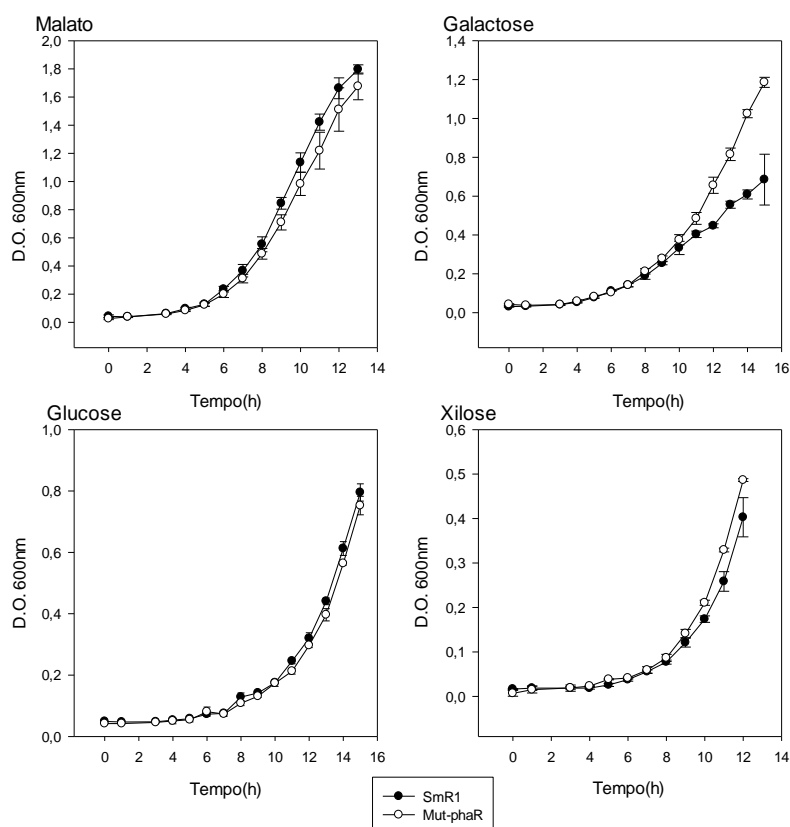 Malato
2,0
1,8
1,6
1,4
1,2
1,0
0,8
0,6
0,4
0,2
0,0
D.O. 600nm
0 2 4 6 8 10 12 14
Tempo(h)
Galactose
1,4
1,2
1,0
0,8
0,6
0,4
0,2
0,0
D.O. 600nm
0 2 4 6 8 10 12 14 16
Tempo(h)
Glucose
1,0
0,8
0,6
0,4
0,2
0,0
D.O. 600nm
0 2 4 6 8 10 12 14 16
Tempo(h)
Xilose
0,6
0,5
0,4
0,3
0,2
0,1
0,0
D.O. 600nm
0 2 4 6 8 10 12 14
Tempo(h)
SmR1
Mut-phaR